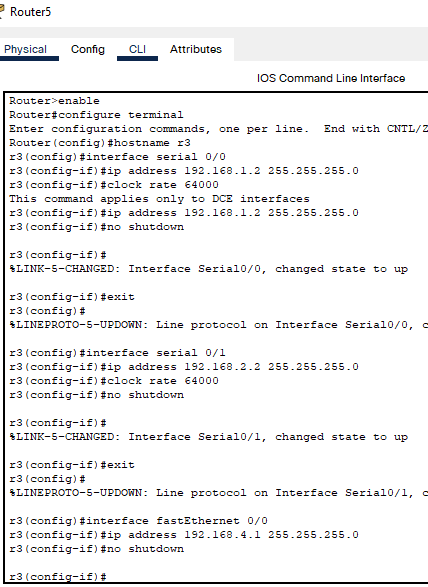 Router5
Physical Config CLI Attributes
IOS Command Line Interface
Router>enable
Router#configure terminal
Enter configuration commands, one per line.  End with CNTL/Z
Router(config)#hostname r3
r3(config)#interface serial 0/0
r3(config-if)#ip address 192.168.1.2 255.255.255.0
r3(config-if)#clock rate 64000
This command applies only to DCE interfaces
r3(config-if)#ip address 192.168.1.2 255.255.255.0
r3(config-if)#no shutdown
r3(config-if)#
%LINK-5-CHANGED: Interface Serial0/0, changed state to up
r3(config-if)#exit
r3(config)#
%LINEPROTO-5-UPDOWN: Line protocol on Interface Serial0/0, c
r3(config)#interface serial 0/1
r3(config-if)#ip address 192.168.2.2 255.255.255.0
r3(config-if)#clock rate 64000
r3(config-if)#no shutdown
r3(config-if)#
%LINK-5-CHANGED: Interface Serial0/1, changed state to up
r3(config-if)#exit
r3(config)#
%LINEPROTO-5-UPDOWN: Line protocol on Interface Serial0/1, c
r3(config)#interface fastEthernet 0/0
r3(config-if)#ip address 192.168.4.1 255.255.255.0
r3(config-if)#no shutdown
r3(config-if)#